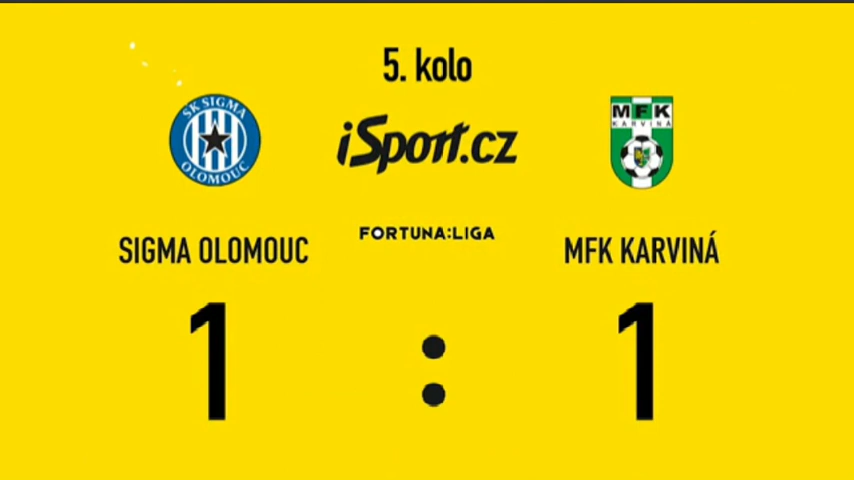 5. kolo
SK SIGMA
OLOMOUC
iSport.cz
MFK
KARVINÁ
FORTUNA:LIGA
SIGMA OLOMOUC
MFK KARVINÁ
1 : 1